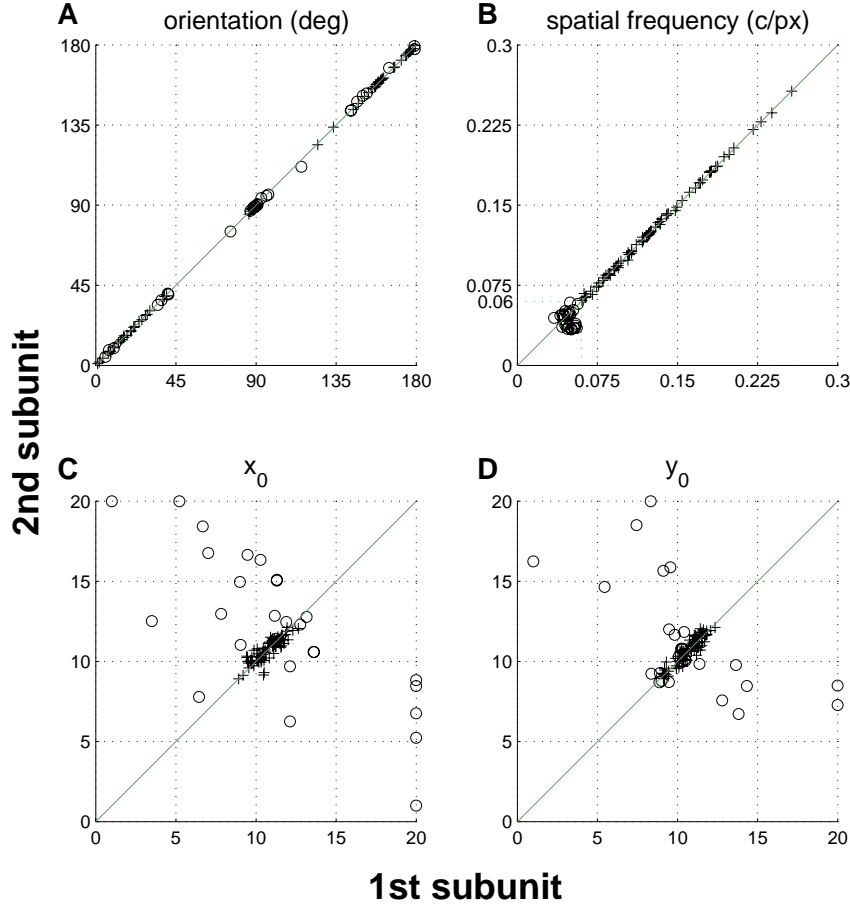 A orientation (deg)
180
135
90
45
0
0 45 90 135 180
B spatial frequency (c/px)
0.3
0.225
0.15
0.075
0.06
0
0 0.075 0.15 0.225 0.3
2nd subunit
C x0
20
15
10
5
0
0 5 10 15 20
D y0
20
15
10
5
0
0 5 10 15 20
1st subunit